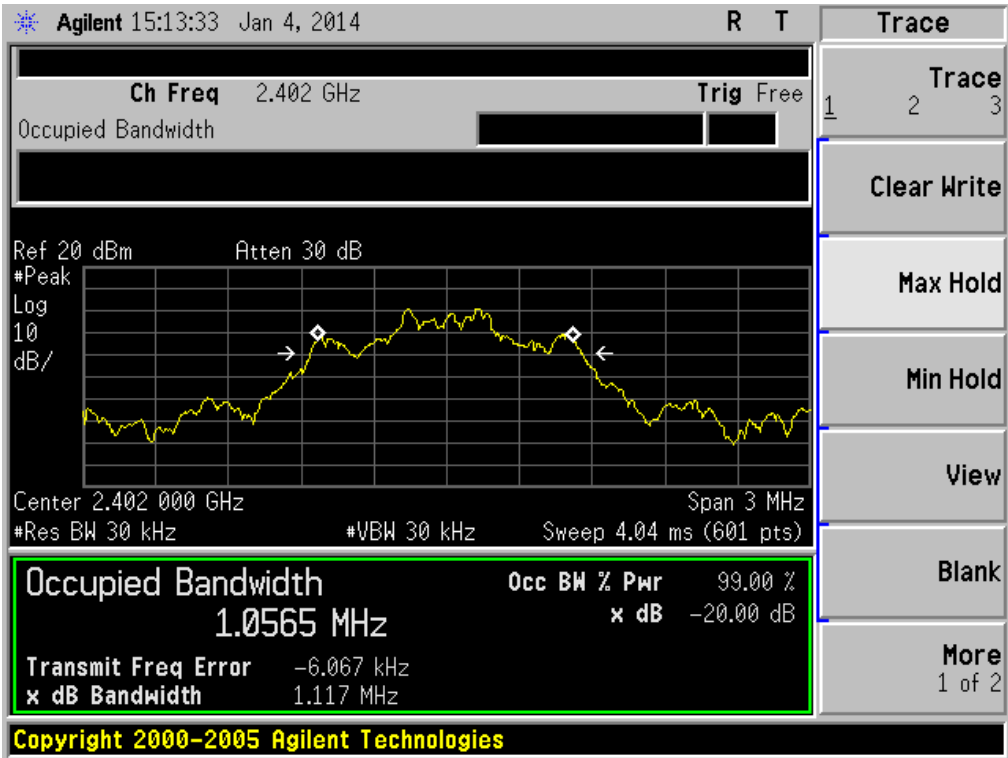 Agilent 15:13:33 Jan 4, 2014 R T
Trace
Ch Freq 2.402 GHz Trig Free
Occupied Bandwidth
Ref 20 dBm Atten 30 dB
#Peak
Log
10
dB/
Center 2.402 000 GHz Span 3 MHz
#Res BW 30 kHz #VBW 30 kHz Sweep 4.04 ms (601 pts)
Occupied Bandwidth
1.0565 MHz
Occ BW % Pwr 99.00 %
x dB -20.00 dB
Transmit Freq Error -6.067 kHz
x dB Bandwidth 1.117 MHz
Trace
1 2 3
Clear Write
Max Hold
Min Hold
View
Blank
More
1 of 2
Copyright 2000-2005 Agilent Technologies